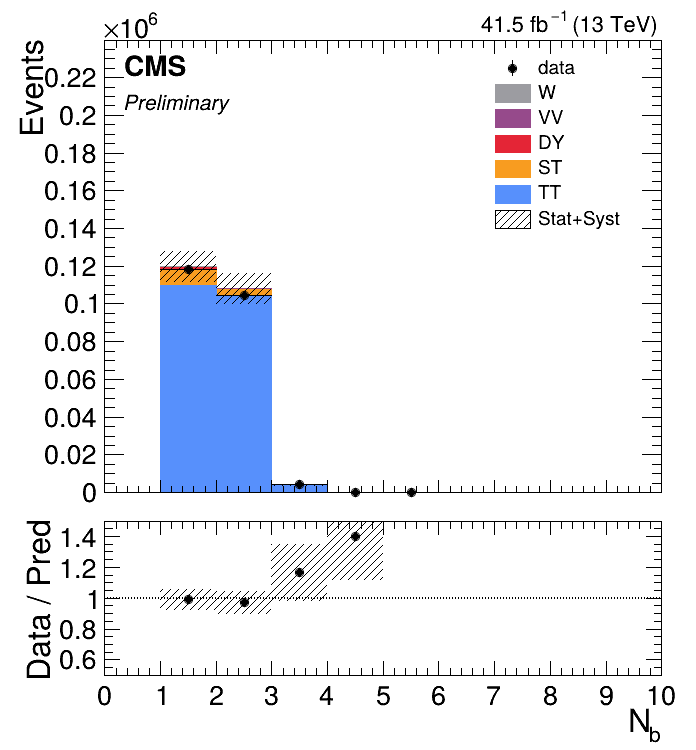 ×10⁶
41.5 fb⁻¹ (13 TeV)
Events
CMS
Preliminary
data
W
VV
DY
ST
TT
Stat+Syst
0.22
0.2
0.18
0.16
0.14
0.12
0.1
0.08
0.06
0.04
0.02
0
Data / Pred
1.4
1.2
1
0.8
0.6
0 1 2 3 4 5 6 7 8 9 10
N_b